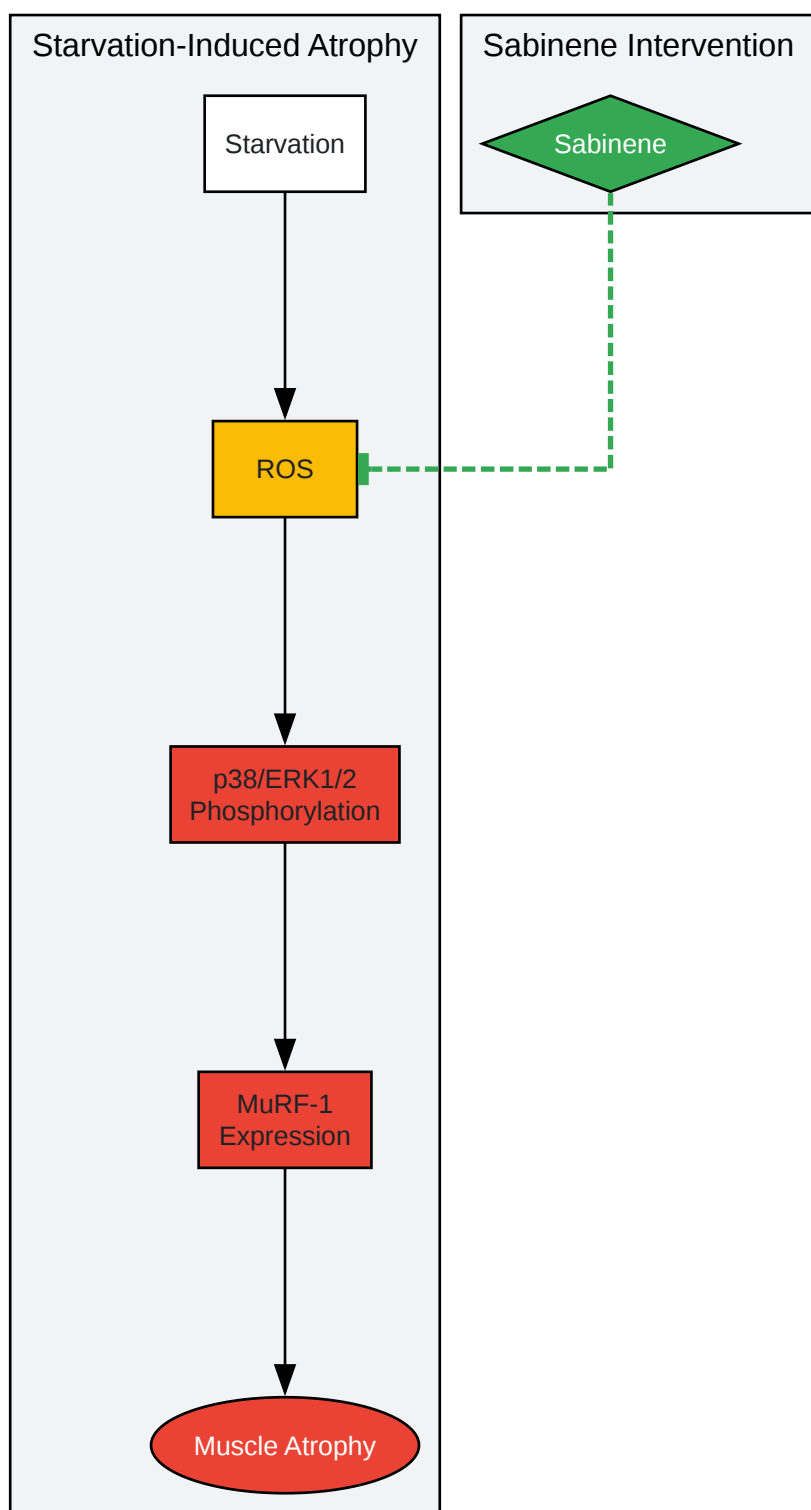 Starvation-Induced Atrophy
Sabinene Intervention
Starvation
Sabinene
ROS
p38/ERK1/2
Phosphorylation
MuRF-1
Expression
Muscle Atrophy